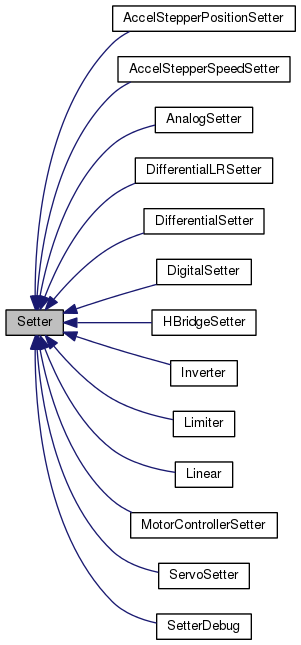 AccelStepperPositionSetter
AccelStepperSpeedSetter
AnalogSetter
DifferentialLRSetter
DifferentialSetter
DigitalSetter
Setter
HBridgeSetter
Inverter
Limiter
Linear
MotorControllerSetter
ServoSetter
SetterDebug